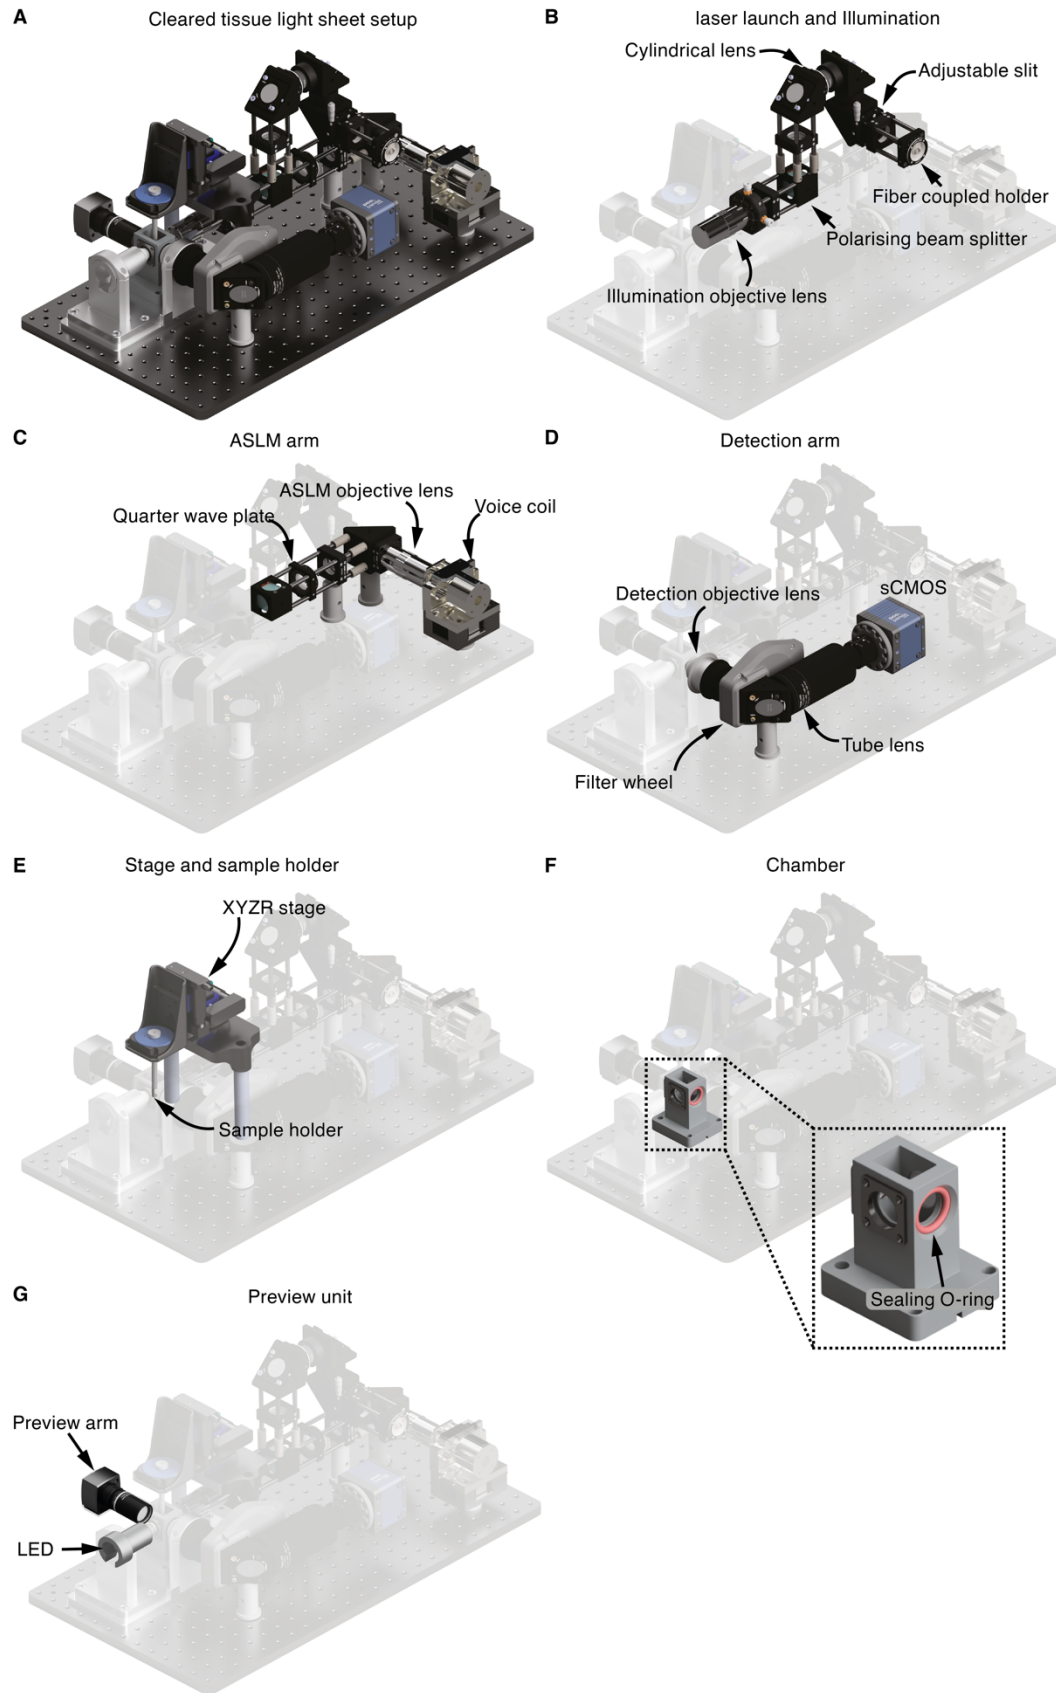 A
Cleared tissue light sheet setup
B
laser launch and Illumination
Cylindrical lens
Adjustable slit
Fiber coupled holder
Polarising beam splitter
Illumination objective lens
C
ASLM arm
ASLM objective lens
Voice coil
Quarter wave plate
D
Detection arm
sCMOS
Detection objective lens
Tube lens
Filter wheel
E
Stage and sample holder
XYZR stage
Sample holder
F
Chamber
Sealing O-ring
G
Preview unit
Preview arm
LED